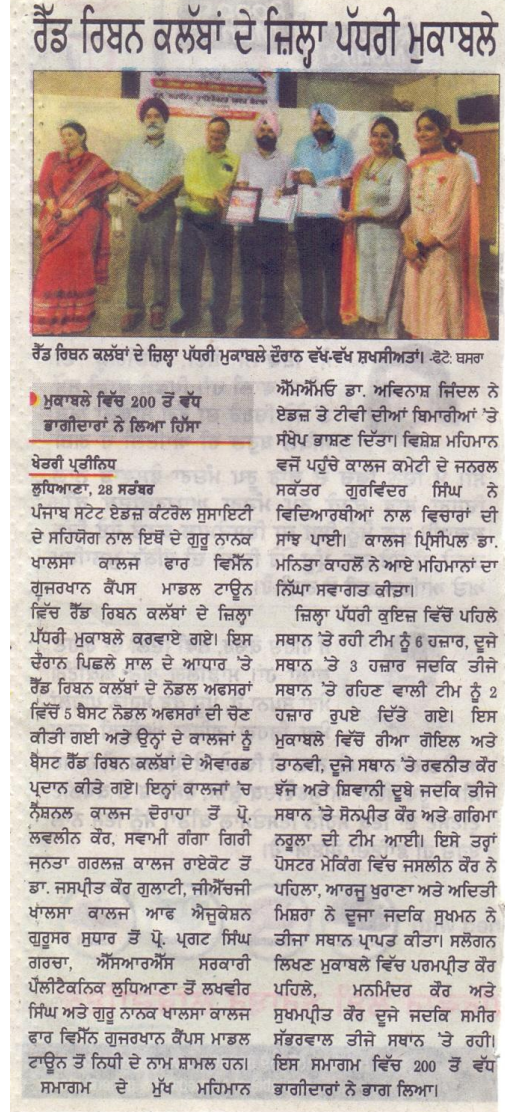 ਰੈੱਡ ਰਿਬਨ ਕਲੱਬਾਂ ਦੇ ਜ਼ਿਲ੍ਹਾ ਪੱਧਰੀ ਮੁਕਾਬਲੇ
ਰੈੱਡ ਰਿਬਨ ਕਲੱਬਾਂ ਦੇ ਜ਼ਿਲ੍ਹਾ ਪੱਧਰੀ ਮੁਕਾਬਲੇ ਦੌਰਾਨ ਵੱਖ-ਵੱਖ ਸ਼ਖਸੀਅਤਾਂ। -ਫੋਟੋ: ਬਸਰਾ
ਮੁਕਾਬਲੇ ਵਿੱਚ 200 ਤੋਂ ਵੱਧ
ਭਾਗੀਦਾਰਾਂ ਨੇ ਲਿਆ ਹਿੱਸਾ
ਖੇਤਰੀ ਪ੍ਰਤੀਨਿਧ
ਲੁਧਿਆਣਾ, 28 ਸਤੰਬਰ
ਪੰਜਾਬ ਸਟੇਟ ਏਡਜ਼ ਕੰਟਰੋਲ ਸੁਸਾਇਟੀ
ਦੇ ਸਹਿਯੋਗ ਨਾਲ ਇਥੋਂ ਦੇ ਗੁਰੂ ਨਾਨਕ
ਖਾਲਸਾ ਕਾਲਜ ਫਾਰ ਵਿਮੈੱਨ
ਗੁਜਰਖਾਨ ਕੈਂਪਸ ਮਾਡਲ ਟਾਊਨ
ਵਿੱਚ ਰੈੱਡ ਰਿਬਨ ਕਲੱਬਾਂ ਦੇ ਜ਼ਿਲ੍ਹਾ
ਪੱਧਰੀ ਮੁਕਾਬਲੇ ਕਰਵਾਏ ਗਏ। ਇਸ
ਦੌਰਾਨ ਪਿਛਲੇ ਸਾਲ ਦੇ ਆਧਾਰ 'ਤੇ
ਰੈੱਡ ਰਿਬਨ ਕਲੱਬਾਂ ਦੇ ਨੋਡਲ ਅਫਸਰਾਂ
ਵਿੱਚੋਂ 5 ਬੈਸਟ ਨੋਡਲ ਅਫਸਰਾਂ ਦੀ ਚੋਣ
ਕੀਤੀ ਗਈ ਅਤੇ ਉਨ੍ਹਾਂ ਦੇ ਕਾਲਜਾਂ ਨੂੰ
ਬੈਸਟ ਰੈੱਡ ਰਿਬਨ ਕਲੱਬਾਂ ਦੇ ਐਵਾਰਡ
ਪ੍ਰਦਾਨ ਕੀਤੇ ਗਏ। ਇਨ੍ਹਾਂ ਕਾਲਜਾਂ 'ਚ
ਨੈਸ਼ਨਲ ਕਾਲਜ ਦੋਰਾਹਾ ਤੋਂ ਪ੍ਰੋ.
ਲਵਲੀਨ ਕੌਰ, ਸਵਾਮੀ ਗੰਗਾ ਗਿਰੀ
ਜਨਤਾ ਗਰਲਜ਼ ਕਾਲਜ ਰਾਏਕੋਟ ਤੋਂ
ਡਾ. ਜਸਪ੍ਰੀਤ ਕੌਰ ਗੁਲਾਟੀ, ਜੀਐੱਚਜੀ
ਖਾਲਸਾ ਕਾਲਜ ਆਫ ਐਜੂਕੇਸ਼ਨ
ਗੁਰੂਸਰ ਸੁਧਾਰ ਤੋਂ ਪ੍ਰੋ. ਪ੍ਰਗਟ ਸਿੰਘ
ਗਰਚਾ, ਐੱਸਆਰਐੱਸ ਸਰਕਾਰੀ
ਪੌਲੀਟੈਕਨਿਕ ਲੁਧਿਆਣਾ ਤੋਂ ਲਖਵੀਰ
ਸਿੰਘ ਅਤੇ ਗੁਰੂ ਨਾਨਕ ਖਾਲਸਾ ਕਾਲਜ
ਫਾਰ ਵਿਮੈੱਨ ਗੁਜਰਖਾਨ ਕੈਂਪਸ ਮਾਡਲ
ਟਾਊਨ ਤੋਂ ਨਿਧੀ ਦੇ ਨਾਮ ਸ਼ਾਮਲ ਹਨ।
ਸਮਾਗਮ ਦੇ ਮੁੱਖ ਮਹਿਮਾਨ
ਐੱਮਐੱਮਓ ਡਾ. ਅਵਿਨਾਸ਼ ਜਿੰਦਲ ਨੇ
ਏਡਜ਼ ਤੇ ਟੀਵੀ ਦੀਆਂ ਬਿਮਾਰੀਆਂ 'ਤੇ
ਸੰਖੇਪ ਭਾਸ਼ਣ ਦਿੱਤਾ। ਵਿਸ਼ੇਸ਼ ਮਹਿਮਾਨ
ਵਜੋਂ ਪਹੁੰਚੇ ਕਾਲਜ ਕਮੇਟੀ ਦੇ ਜਨਰਲ
ਸਕੱਤਰ ਗੁਰਵਿੰਦਰ ਸਿੰਘ ਨੇ
ਵਿਦਿਆਰਥੀਆਂ ਨਾਲ ਵਿਚਾਰਾਂ ਦੀ
ਸਾਂਝ ਪਾਈ। ਕਾਲਜ ਪ੍ਰਿੰਸੀਪਲ ਡਾ.
ਮਨਿਤਾ ਕਾਹਲੋਂ ਨੇ ਆਏ ਮਹਿਮਾਨਾਂ ਦਾ
ਨਿੱਘਾ ਸਵਾਗਤ ਕੀਤਾ।
ਜ਼ਿਲ੍ਹਾ ਪੱਧਰੀ ਕੁਇਜ਼ ਵਿੱਚੋਂ ਪਹਿਲੇ
ਸਥਾਨ 'ਤੇ ਰਹੀ ਟੀਮ ਨੂੰ 6 ਹਜ਼ਾਰ, ਦੂਜੇ
ਸਥਾਨ 'ਤੇ 3 ਹਜ਼ਾਰ ਜਦਕਿ ਤੀਜੇ
ਸਥਾਨ 'ਤੇ ਰਹਿਣ ਵਾਲੀ ਟੀਮ ਨੂੰ 2
ਹਜ਼ਾਰ ਰੁਪਏ ਦਿੱਤੇ ਗਏ। ਇਸ
ਮੁਕਾਬਲੇ ਵਿੱਚੋਂ ਰੀਆ ਗੋਇਲ ਅਤੇ
ਤਾਨਵੀ, ਦੂਜੇ ਸਥਾਨ 'ਤੇ ਰਵਨੀਤ ਕੌਰ
ਝੱਜ ਅਤੇ ਸ਼ਿਵਾਨੀ ਦੂਬੇ ਜਦਕਿ ਤੀਜੇ
ਸਥਾਨ 'ਤੇ ਸੋਨਪ੍ਰੀਤ ਕੌਰ ਅਤੇ ਗਰਿਮਾ
ਨਰੂਲਾ ਦੀ ਟੀਮ ਆਈ। ਇਸੇ ਤਰ੍ਹਾਂ
ਪੋਸਟਰ ਮੇਕਿੰਗ ਵਿੱਚ ਜਸਲੀਨ ਕੌਰ ਨੇ
ਪਹਿਲਾ, ਆਰਜੂ ਖੁਰਾਣਾ ਅਤੇ ਅਦਿਤੀ
ਮਿਸ਼ਰਾ ਨੇ ਦੂਜਾ ਜਦਕਿ ਸੁਖਮਨ ਨੇ
ਤੀਜਾ ਸਥਾਨ ਪ੍ਰਾਪਤ ਕੀਤਾ। ਸਲੋਗਨ
ਲਿਖਣ ਮੁਕਾਬਲੇ ਵਿੱਚ ਪਰਮਪ੍ਰੀਤ ਕੌਰ
ਪਹਿਲੇ, ਮਨਮਿੰਦਰ ਕੌਰ ਅਤੇ
ਸੁਖਮਪ੍ਰੀਤ ਕੌਰ ਦੂਜੇ ਜਦਕਿ ਸਮੀਰ
ਸੱਭਰਵਾਲ ਤੀਜੇ ਸਥਾਨ 'ਤੇ ਰਹੀ।
ਇਸ ਸਮਾਗਮ ਵਿੱਚ 200 ਤੋਂ ਵੱਧ
ਭਾਗੀਦਾਰਾਂ ਨੇ ਭਾਗ ਲਿਆ।